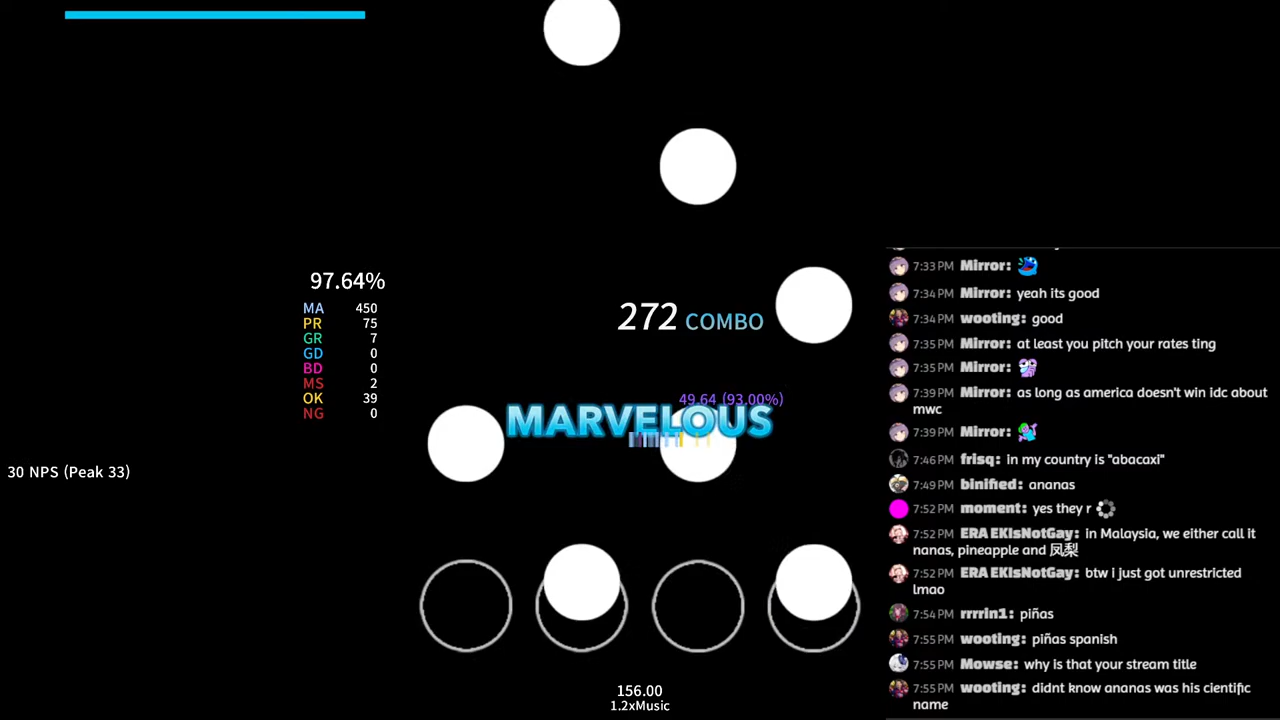 97.64%
MA 450
PR 75
GR 7
GD 0
BD 0
MS 2
OK 39
NG 0
30 NPS (Peak 33)
272 COMBO
49.64 (93.00%)
MARVELOUS
156.00
1.2xMusic
7:33 PM Mirror:
7:34 PM Mirror: yeah its good
7:34 PM wooting: good
7:35 PM Mirror: at least you pitch your rates ting
7:35 PM Mirror:
7:39 PM Mirror: as long as america doesn't win idc about
mwc
7:39 PM Mirror:
7:46 PM frisq: in my country is "abacaxi"
7:49 PM binified: ananas
7:52 PM moment: yes they r
7:52 PM ERA EKIsNotGay: in Malaysia, we either call it
nanas, pineapple and 凤梨
7:52 PM ERA EKIsNotGay: btw i just got unrestricted
lmao
7:54 PM rrrrin1: piñas
7:55 PM wooting: piñas spanish
7:55 PM Mowse: why is that your stream title
7:55 PM wooting: didnt know ananas was his cientific
name